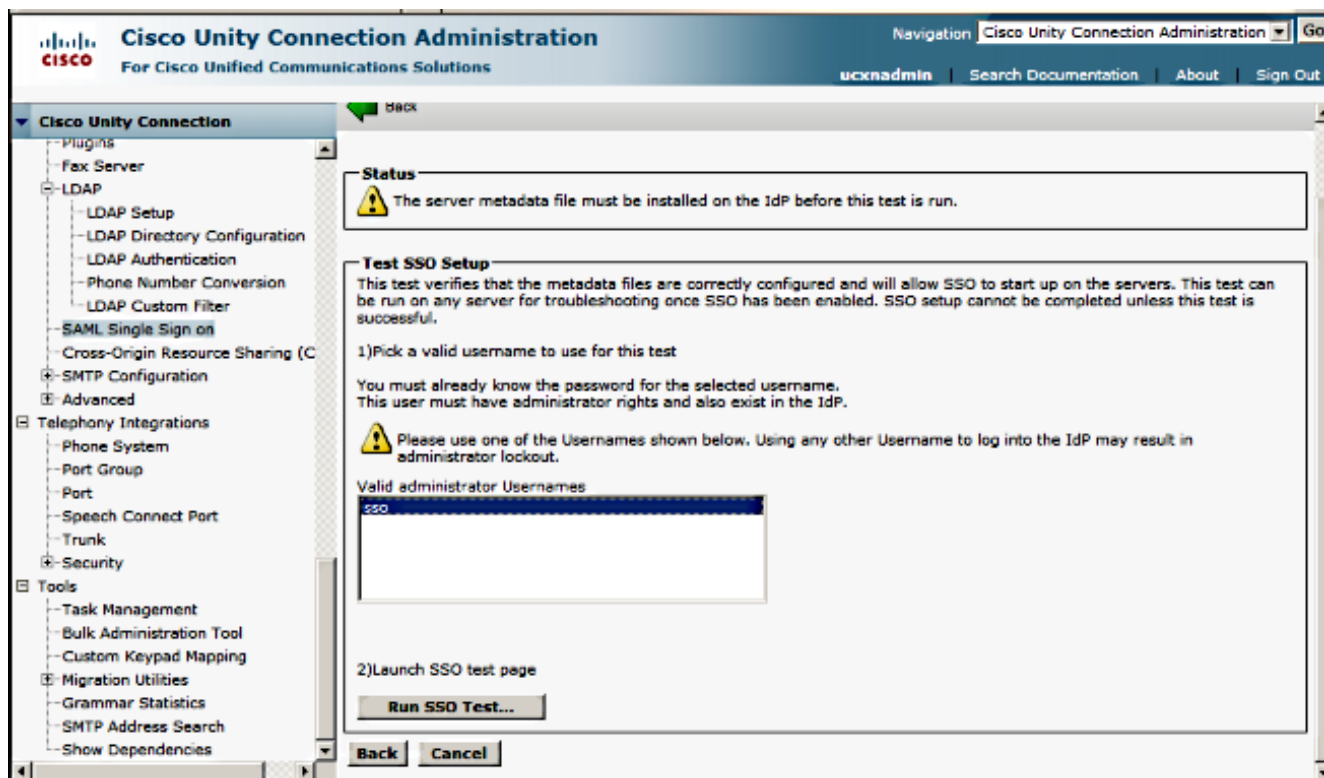 cisco
Cisco Unity Connection Administration
For Cisco Unified Communications Solutions
Navigation Cisco Unity Connection Administration Go
ucxnadmin | Search Documentation | About | Sign Out
Cisco Unity Connection
Plugins
Fax Server
LDAP
LDAP Setup
LDAP Directory Configuration
LDAP Authentication
Phone Number Conversion
LDAP Custom Filter
SAML Single Sign on
Cross-Origin Resource Sharing (C
SMTP Configuration
Advanced
Telephony Integrations
Phone System
Port Group
Port
Speech Connect Port
Trunk
Security
Tools
Task Management
Bulk Administration Tool
Custom Keypad Mapping
Migration Utilities
Grammar Statistics
SMTP Address Search
Show Dependencies
Back
Status
The server metadata file must be installed on the IdP before this test is run.
Test SSO Setup
This test verifies that the metadata files are correctly configured and will allow SSO to start up on the servers. This test can
be run on any server for troubleshooting once SSO has been enabled. SSO setup cannot be completed unless this test is
successful.
1)Pick a valid username to use for this test
You must already know the password for the selected username.
This user must have administrator rights and also exist in the IdP.
Please use one of the Usernames shown below. Using any other Username to log into the IdP may result in
administrator lockout.
Valid administrator Usernames
sso
2)Launch SSO test page
Run SSO Test...
Back Cancel